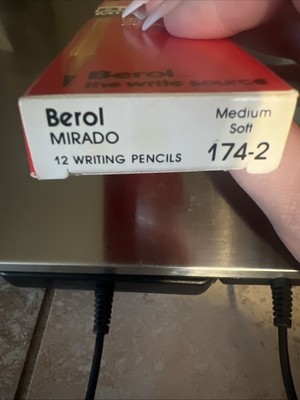 Berol
the write source
Berol
MIRADO
12 WRITING PENCILS
Medium
Soft
174-2